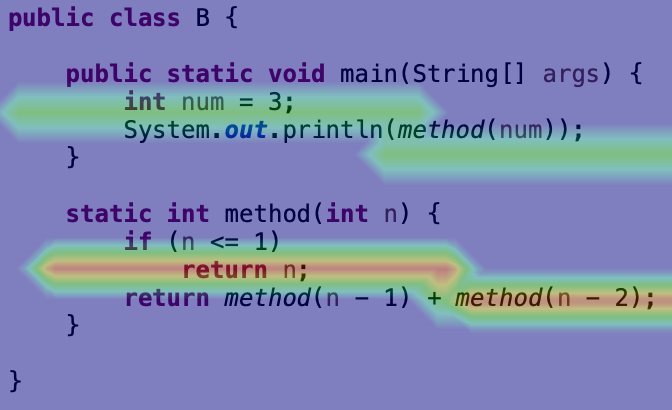 public class B {
public static void main(String[] args) {
int num = 3;
System.out.println(method(num));
}
static int method(int n) {
if (n <= 1)
return n;
return method(n - 1) + method(n - 2);
}
}